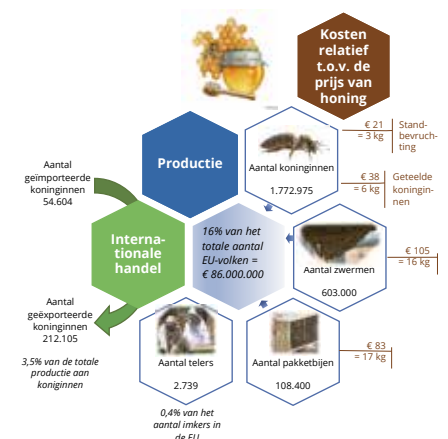 Kosten
relatief
t.o.v. de
prijs van
honing
Productie
Aantal koninginnen
1.772.975
€ 21
= 3 kg
Stand-
bevruch-
ting
€ 38
= 6 kg
Geteelde
koningin-
nen
Aantal
geïmporteerde
koninginnen
54.604
Interna-
tionale
handel
16% van het
totale aantal
EU-volken =
€ 86.000.000
Aantal zwermen
603.000
€ 105
= 16 kg
Aantal
geëxporteerde
koninginnen
212.105
3,5% van de totale
productie aan
koniginnen
Aantal telers
2.739
0,4% van het
aantal imkers in
de EU
Aantal pakketbijen
108.400
€ 83
= 17 kg